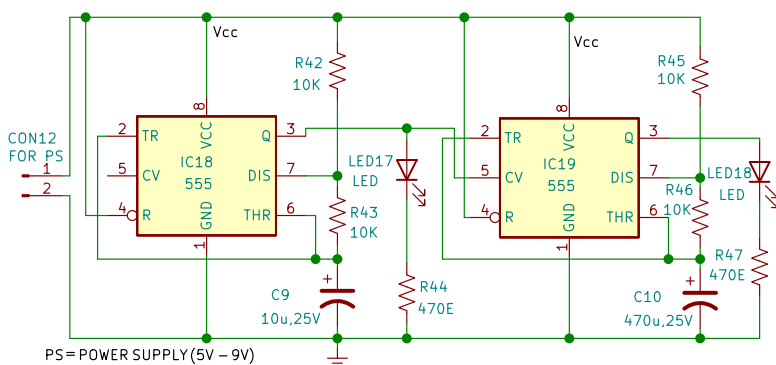 CON12
FOR PS
1
2
Vcc
R42
10K
8
VCC
2
TR
Q
3
5
CV
IC18
555
DIS
7
4
R
GND
THR
6
1
R43
10K
C9
10u,25V
LED17
LED
R44
470E
Vcc
R45
10K
8
VCC
2
TR
Q
3
5
CV
IC19
555
DIS
7
4
R
GND
THR
6
1
R46
10K
LED18
LED
R47
470E
C10
470u,25V
+
+
PS=POWER SUPPLY(5V – 9V)